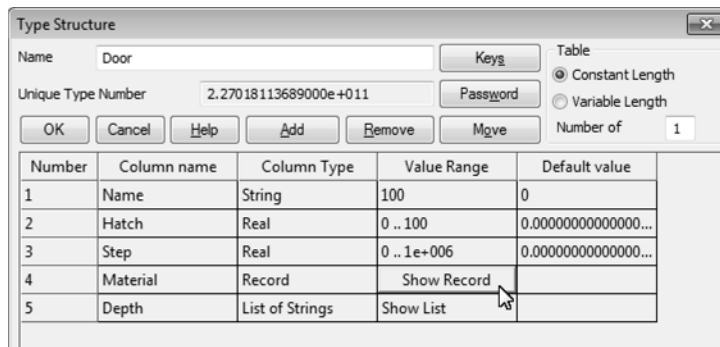 Type Structure
Name Door Keys
Unique Type Number 2.27018113689000e+011 Password
OK Cancel Help Add Remove Move
Table
Constant Length
Variable Length
Number of 1
Number Column name Column Type Value Range Default value
1 Name String 100 0
2 Hatch Real 0 .. 100 0.00000000000000...
3 Step Real 0 .. 1e+006 0.00000000000000...
4 Material Record Show Record
5 Depth List of Strings Show List